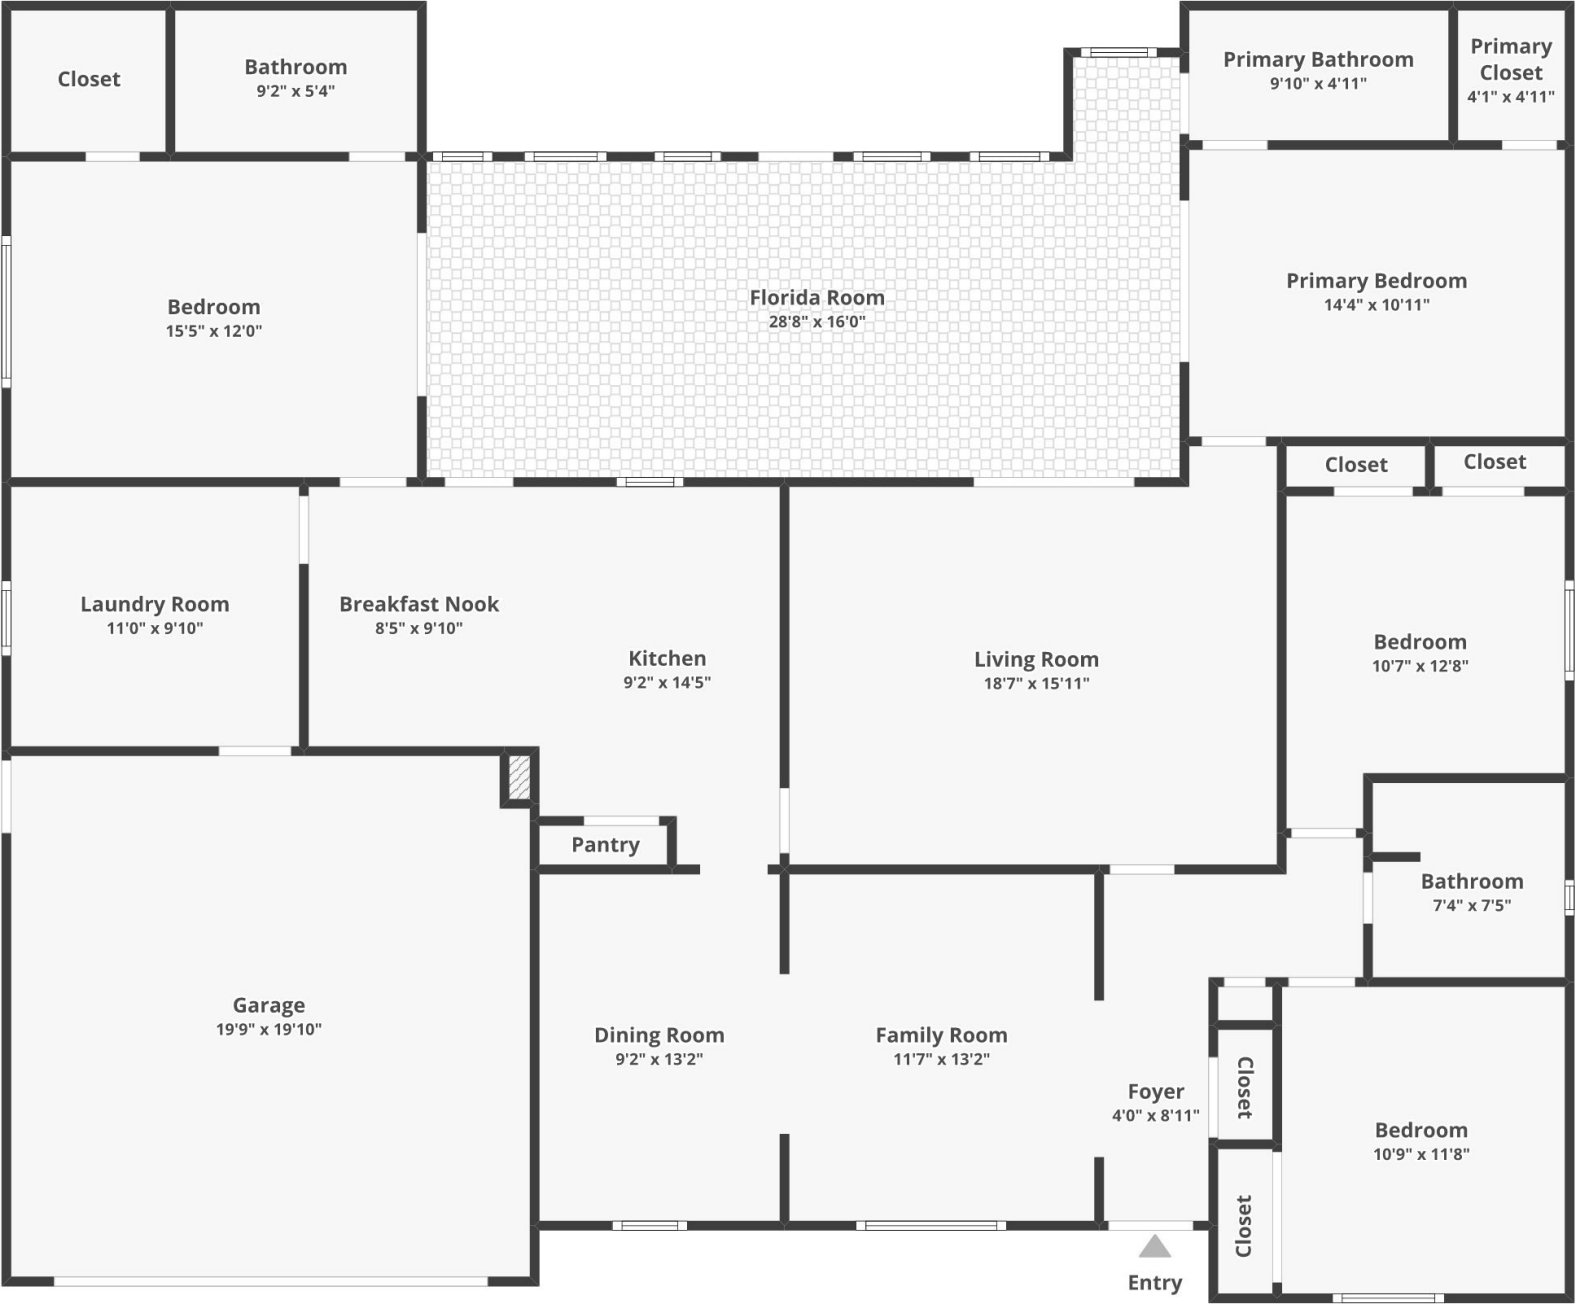 Closet
Bathroom
9'2" x 5'4"
Primary Bathroom
9'10" x 4'11"
Primary
Closet
4'1" x 4'11"
Bedroom
15'5" x 12'0"
Florida Room
28'8" x 16'0"
Primary Bedroom
14'4" x 10'11"
Closet
Closet
Laundry Room
11'0" x 9'10"
Breakfast Nook
8'5" x 9'10"
Kitchen
9'2" x 14'5"
Living Room
18'7" x 15'11"
Bedroom
10'7" x 12'8"
Pantry
Bathroom
7'4" x 7'5"
Garage
19'9" x 19'10"
Dining Room
9'2" x 13'2"
Family Room
11'7" x 13'2"
Foyer
4'0" x 8'11"
Closet
Bedroom
10'9" x 11'8"
Closet
Entry